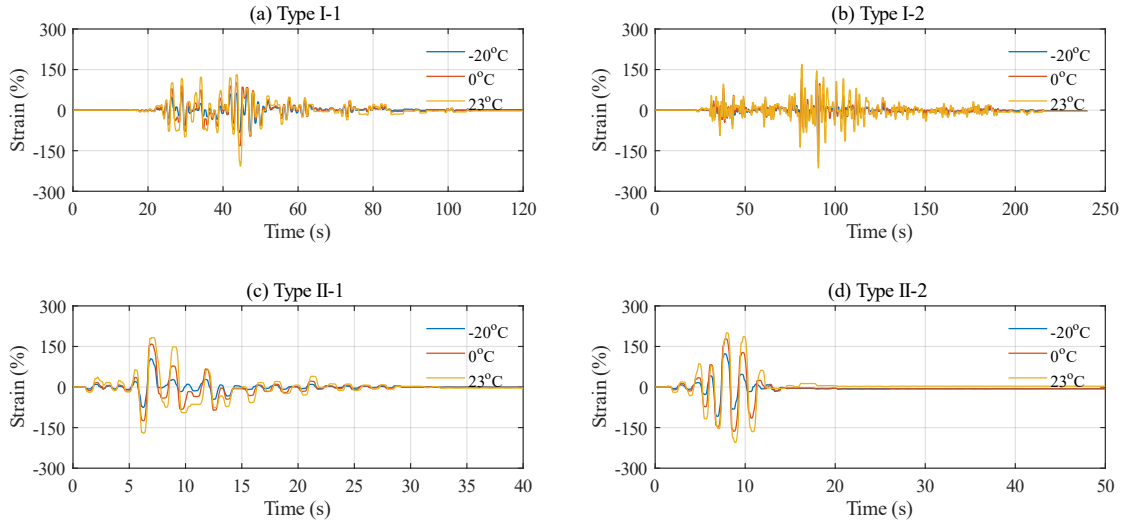 (a) Type I-1
300
150
0
-150
-300
Strain (%)
-20°C
0°C
23°C
0
20
40
60
80
100
120
Time (s)
(b) Type I-2
300
150
0
-150
-300
Strain (%)
-20°C
0°C
23°C
0
50
100
150
200
250
Time (s)
(c) Type II-1
300
150
0
-150
-300
Strain (%)
-20°C
0°C
23°C
0
5
10
15
20
25
30
35
40
Time (s)
(d) Type II-2
300
150
0
-150
-300
Strain (%)
-20°C
0°C
23°C
0
10
20
30
40
50
Time (s)